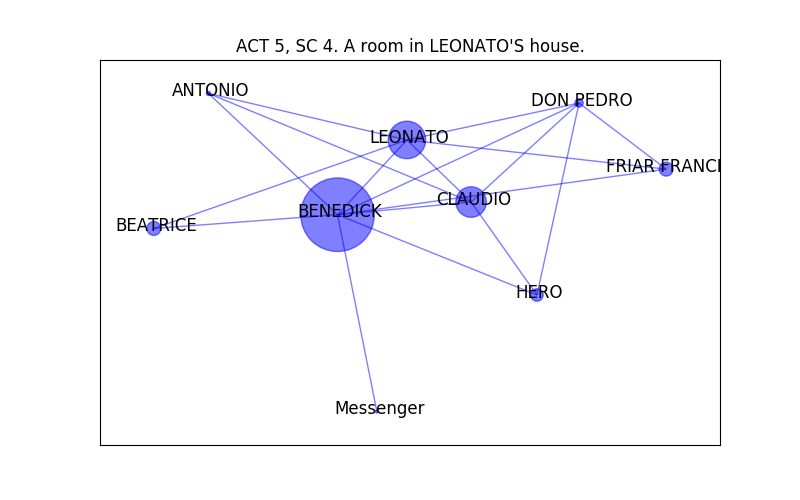 ACT 5, SC 4. A room in LEONATO'S house.
ANTONIO
DON PEDRO
LEONATO
FRIAR FRANCI
CLAUDIO
BENEDICK
BEATRICE
HERO
Messenger